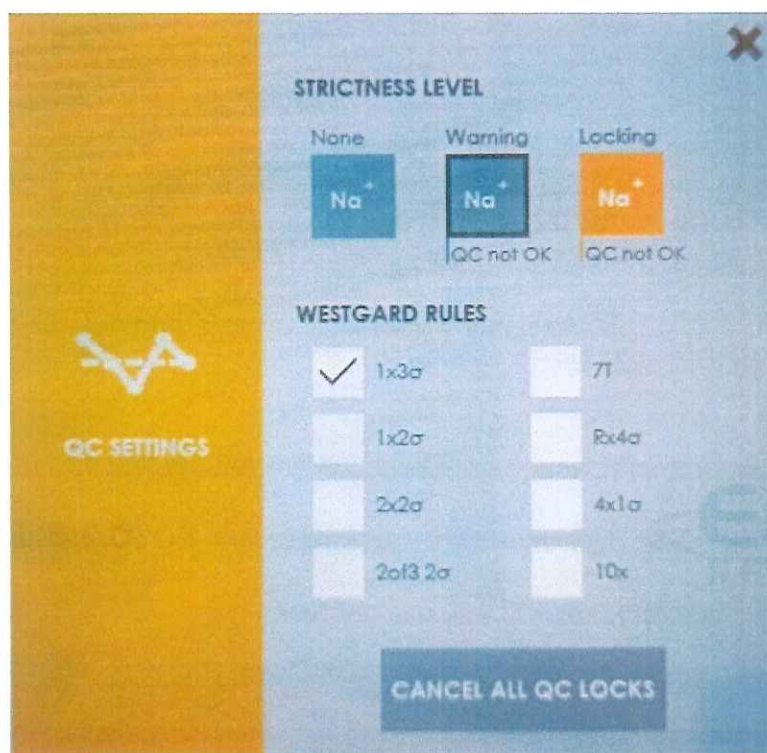 STRICTNESS LEVEL
None Warning Locking
Na+ Na+ Na+
QC not OK QC not OK
WESTGARD RULES
1x3σ 7T
1x2σ Rx4σ
2x2σ 4x1σ
2of3 2σ 10x
QC SETTINGS
CANCEL ALL QC LOCKS